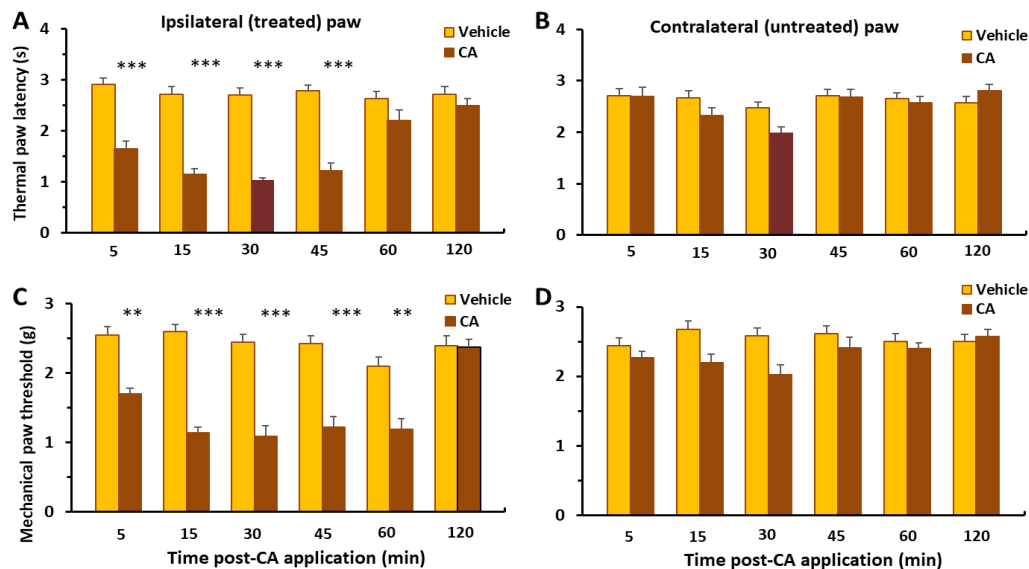 A
Ipsilateral (treated) paw
Vehicle
CA
*** *** *** ***
Thermal paw latency (s)
4
3
2
1
0
5 15 30 45 60 120
B
Contralateral (untreated) paw
Vehicle
CA
4
3
2
1
0
5 15 30 45 60 120
C
Vehicle
CA
** *** *** *** **
Mechanical paw threshold (g)
3
2
1
0
5 15 30 45 60 120
Time post-CA application (min)
D
Vehicle
CA
3
2
1
0
5 15 30 45 60 120
Time post-CA application (min)